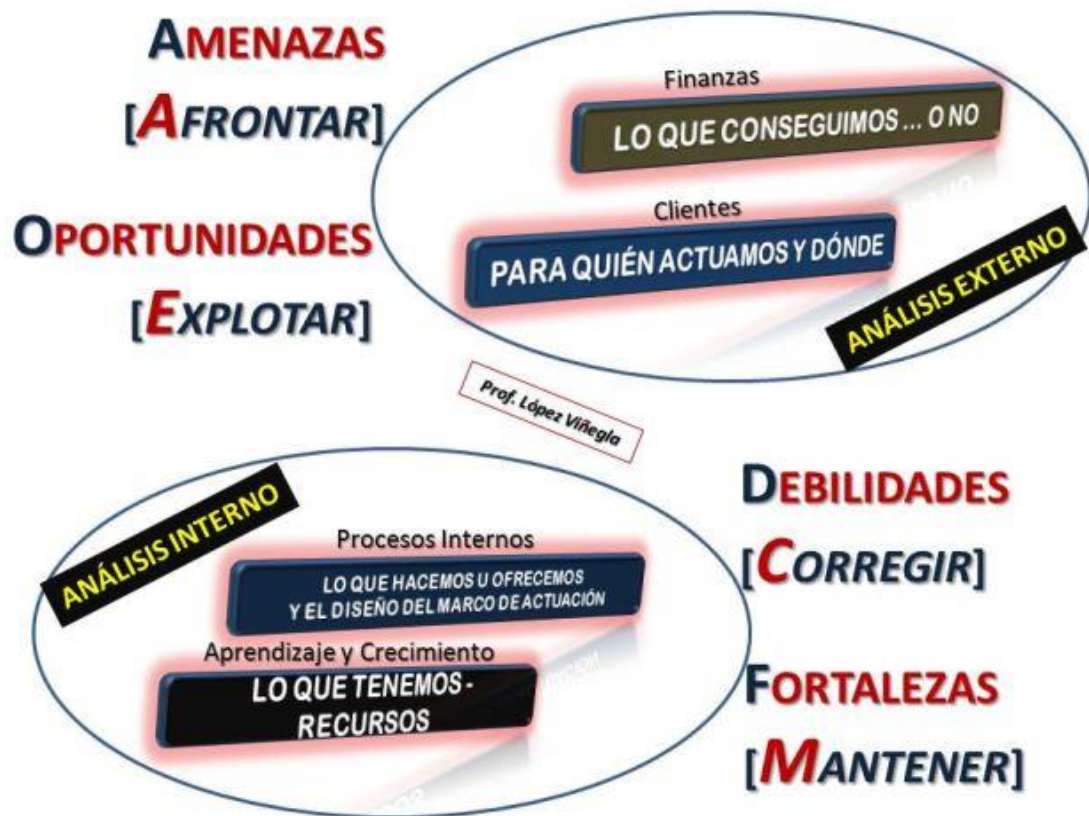 AMENAZAS
[AFRONTAR]
OPORTUNIDADES
[EXPLOTAR]
Finanzas
LO QUE CONSEGUIMOS ... O NO
Clientes
PARA QUIÉN ACTUAMOS Y DÓNDE
ANÁLISIS EXTERNO
Prof. López Viñegla
ANÁLISIS INTERNO
Procesos Internos
LO QUE HACEMOS U OFRECEMOS
Y EL DISEÑO DEL MARCO DE ACTUACIÓN
Aprendizaje y Crecimiento
LO QUE TENEMOS -
RECURSOS
DEBILIDADES
[CORREGIR]
FORTALEZAS
[MANTENER]